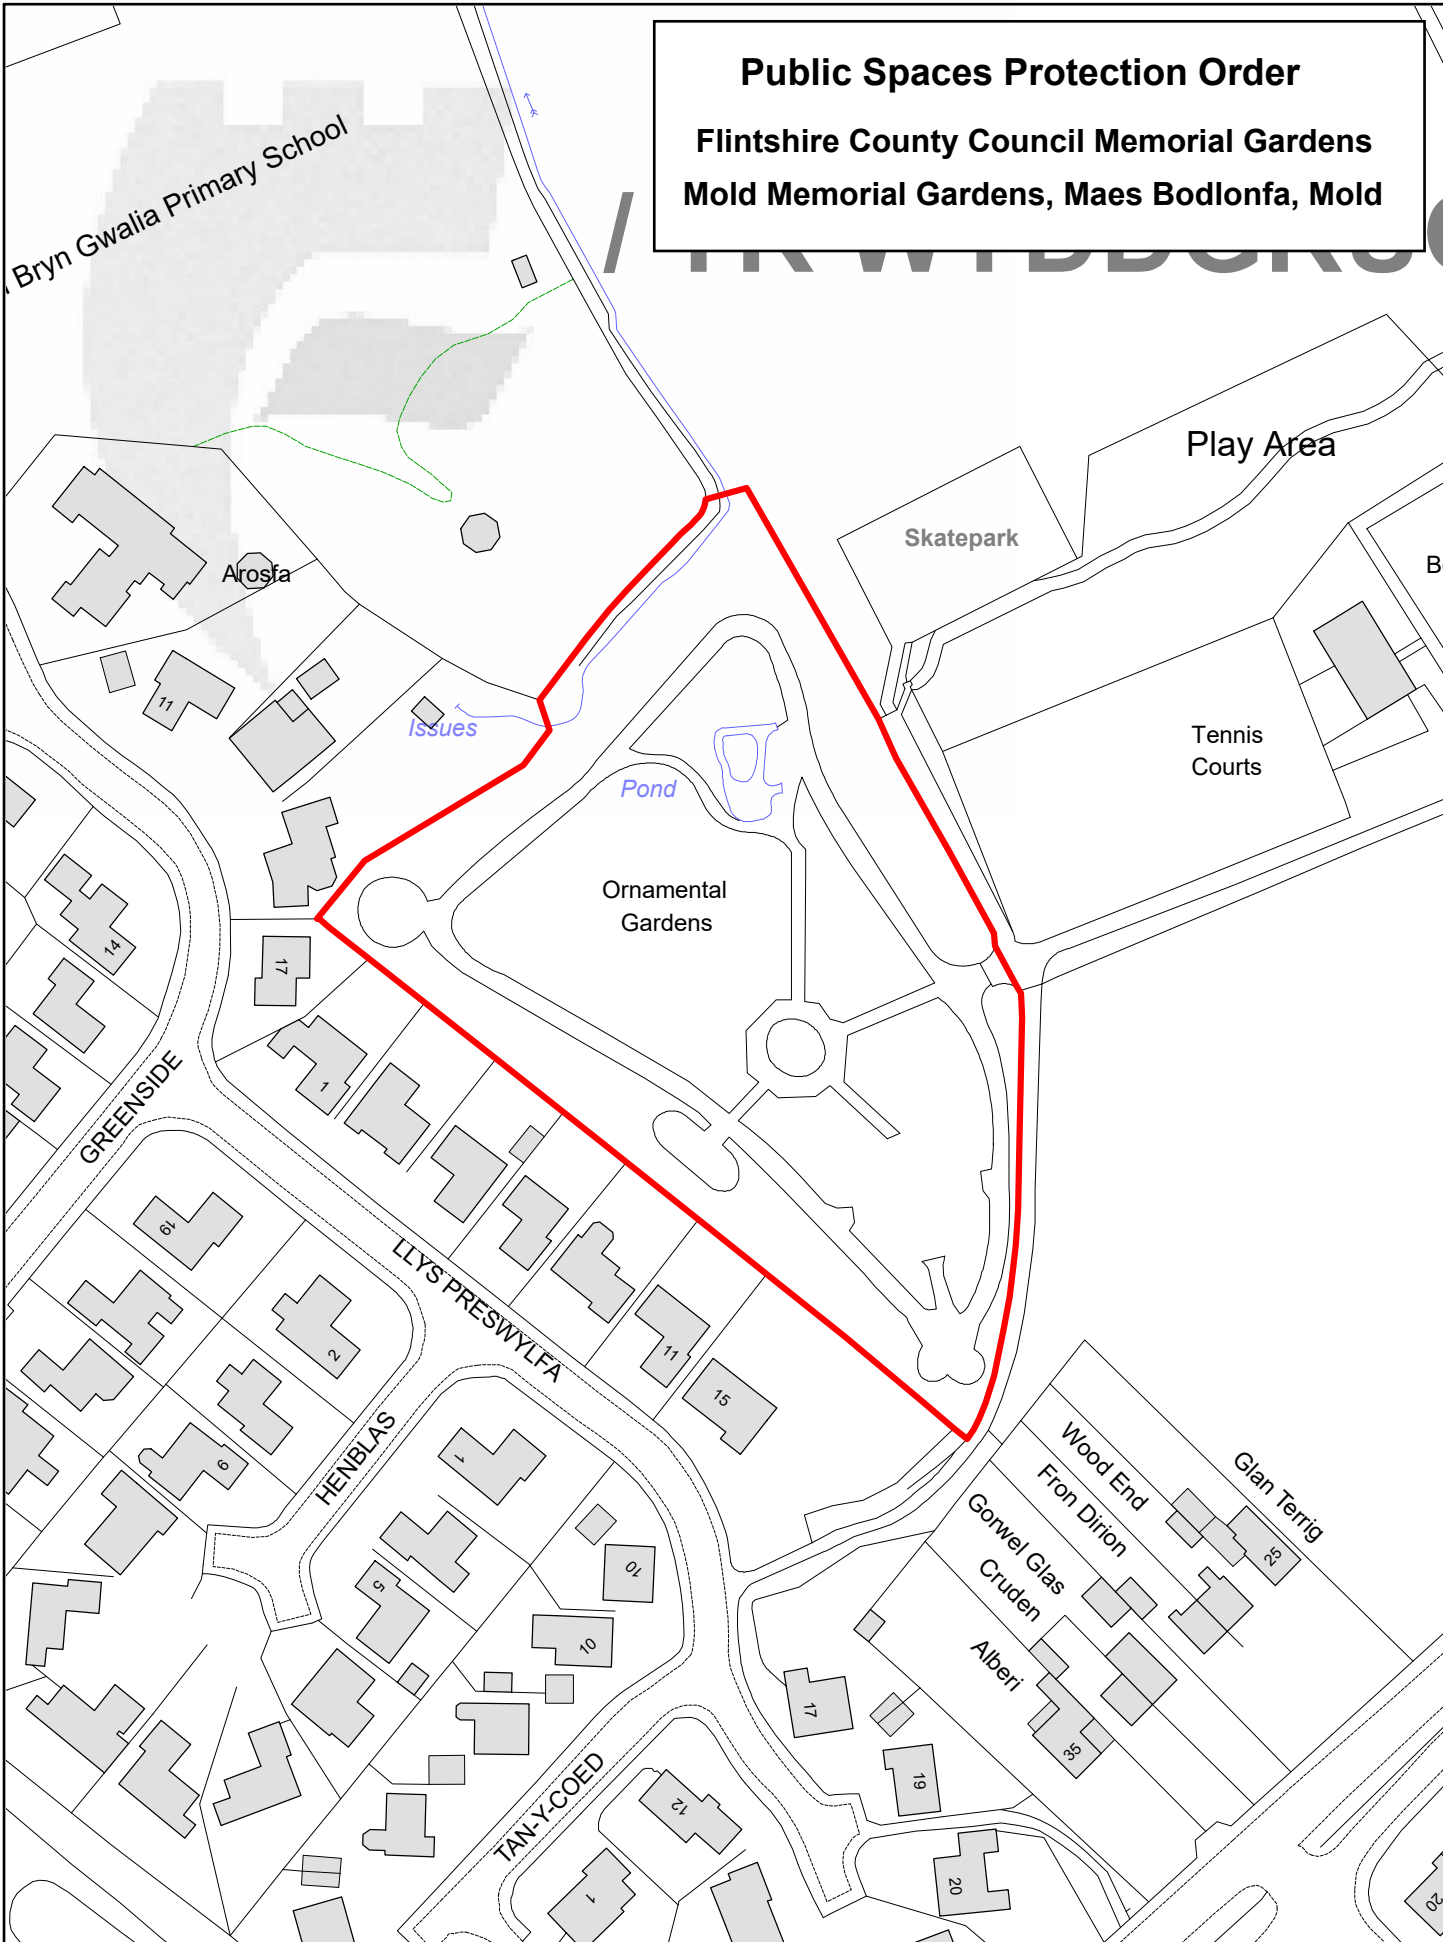 Public Spaces Protection Order
Flintshire County Council Memorial Gardens
Mold Memorial Gardens, Maes Bodlonfa, Mold
Bryn Gwalia Primary School
Play Area
Skatepark
Arosfa
11
Issues
Tennis
Courts
Pond
Ornamental
Gardens
14
17
1
GREENSIDE
19
LLYS PRESWYLFA
2
11
15
9
HENBLAS
1
Wood End
Glan Terrig
Fron Dirion
Gorwel Glas
25
Cruden
10
5
10
Alberi
17
35
19
TAN-Y-COED
12
20
1
20